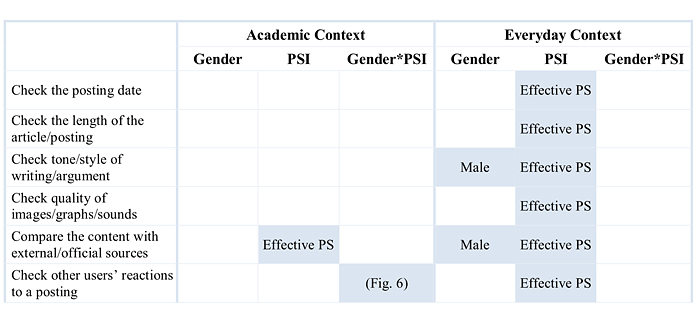 Academic Context Everyday Context
Gender PSI Gender*PSI Gender PSI Gender*PSI
Check the posting date Effective PS
Check the length of the
article/posting Effective PS
Check tone/style of
writing/argument Male Effective PS
Check quality of
images/graphs/sounds Effective PS
Compare the content with
external/official sources Effective PS Male Effective PS
Check other users’ reactions
to a posting (Fig. 6) Effective PS